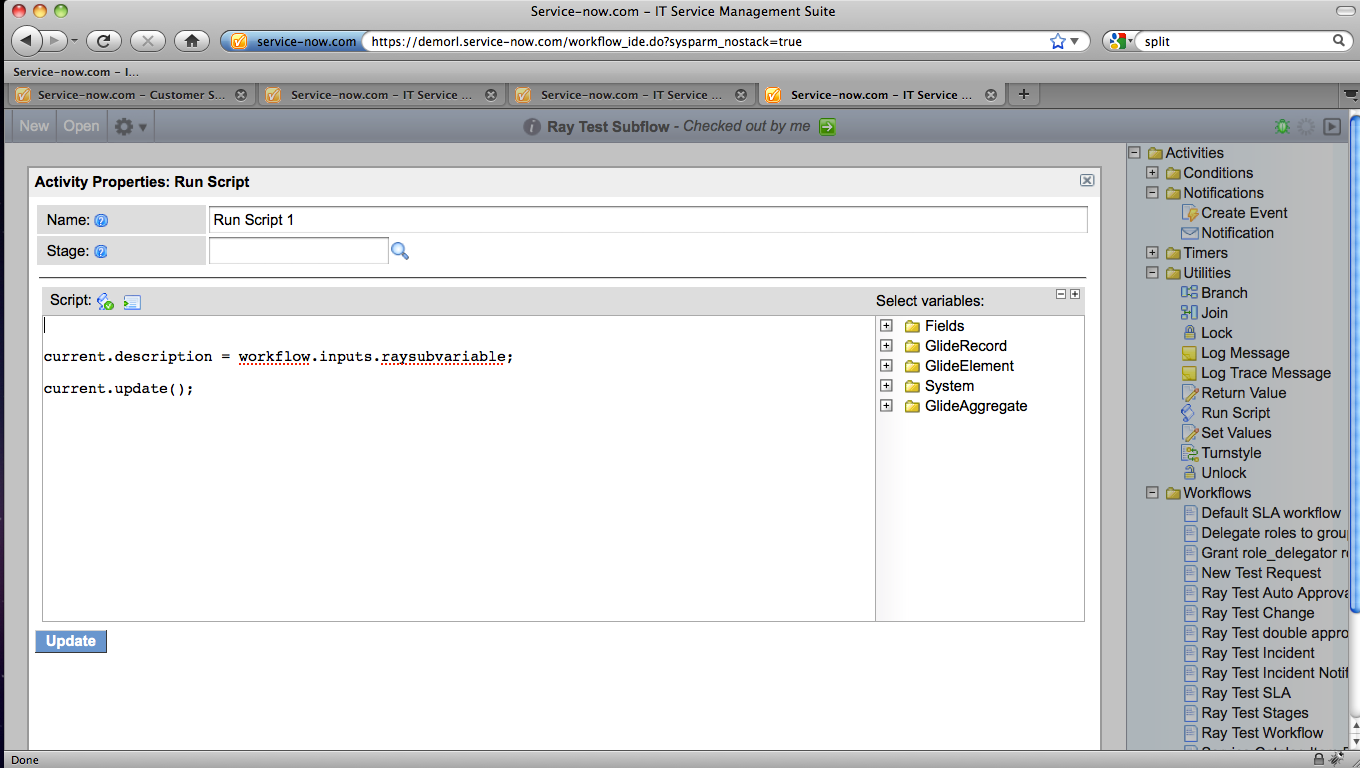 Service-now.com – IT Service Management Suite
service-now.com
https://demorl.service-now.com/workflow_ide.do?sysparm_nostack=true
split
Service-now.com – I...
Service-now.com – Customer S...
Service-now.com – IT Service ...
Service-now.com – IT Service ...
Service-now.com – IT Service ...
New
Open
Ray Test Subflow - Checked out by me
Activity Properties: Run Script
Name:
Run Script 1
Stage:
Script:
current.description = workflow.inputs.raysubvariable;
current.update();
Select variables:
Fields
GlideRecord
GlideElement
System
GlideAggregate
Update
Activities
Conditions
Notifications
Create Event
Notification
Timers
Utilities
Branch
Join
Lock
Log Message
Log Trace Message
Return Value
Run Script
Set Values
Turnstyle
Unlock
Workflows
Default SLA workflow
Delegate roles to grou
Grant role_delegator r
New Test Request
Ray Test Auto Approva
Ray Test Change
Ray Test double appro
Ray Test Incident
Ray Test Incident Notif
Ray Test SLA
Ray Test Stages
Ray Test Workflow
Done